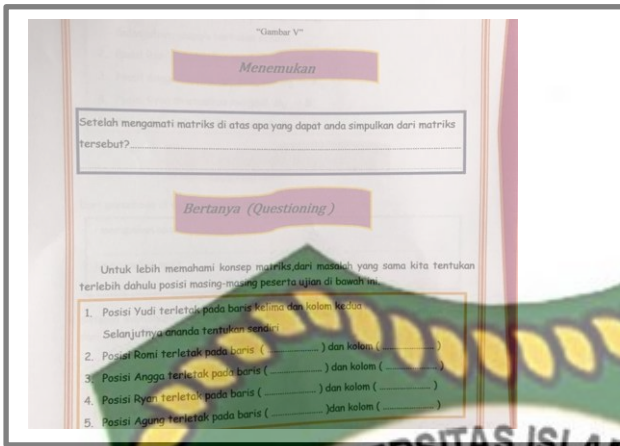 "Gambar V"
Menemukan
Setelah mengamati matriks di atas apa yang dapat anda simpulkan dari matriks
tersebut?
Bertanya (Questioning)
Untuk lebih memahami konsep matriks,dari masalah yang sama kita tentukan
terlebih dahulu posisi masing-masing peserta ujian di bawah ini
1. Posisi Yudi terletak pada baris kelima dan kolom kedua
Selanjutnya ananda tentukan sendiri
2. Posisi Romi terletak pada baris (                ) dan kolom (                )
3. Posisi Angga terletak pada baris (                ) dan kolom (                )
4. Posisi Ryan terletak pada baris (                ) dan kolom (                )
5. Posisi Agung terletak pada baris (                )dan kolom (                )